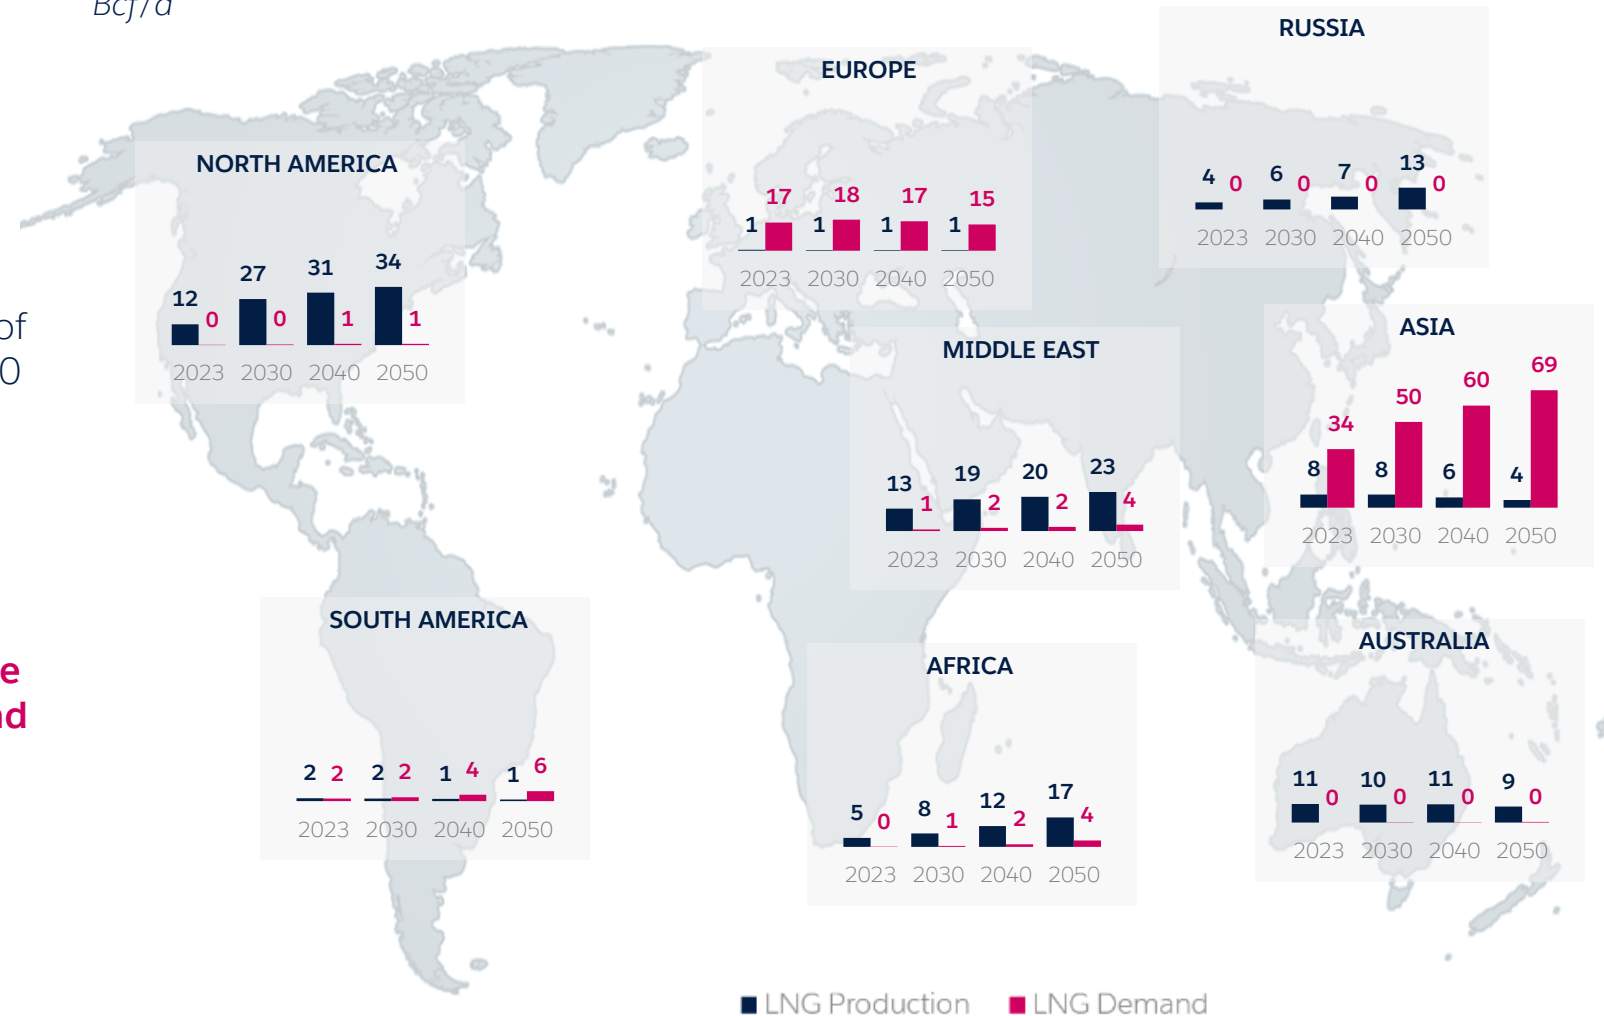 Bcf/d
of
0
e
nd
NORTH AMERICA
12 0 27 0 31 1 34 1
2023 2030 2040 2050
EUROPE
1 17 1 18 1 17 1 15
2023 2030 2040 2050
RUSSIA
4 0 6 0 7 0 13 0
2023 2030 2040 2050
MIDDLE EAST
13 1 19 2 20 2 23 4
2023 2030 2040 2050
ASIA
8 34 8 50 6 60 4 69
2023 2030 2040 2050
SOUTH AMERICA
2 2 2 2 1 4 1 6
2023 2030 2040 2050
AFRICA
5 0 8 1 12 2 17 4
2023 2030 2040 2050
AUSTRALIA
11 0 10 0 11 0 9 0
2023 2030 2040 2050
LNG Production LNG Demand